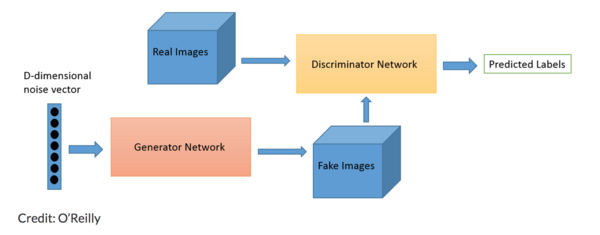 Real Images
Discriminator Network
Predicted Labels
D-dimensional
noise vector
Generator Network
Fake Images
Credit: O'Reilly